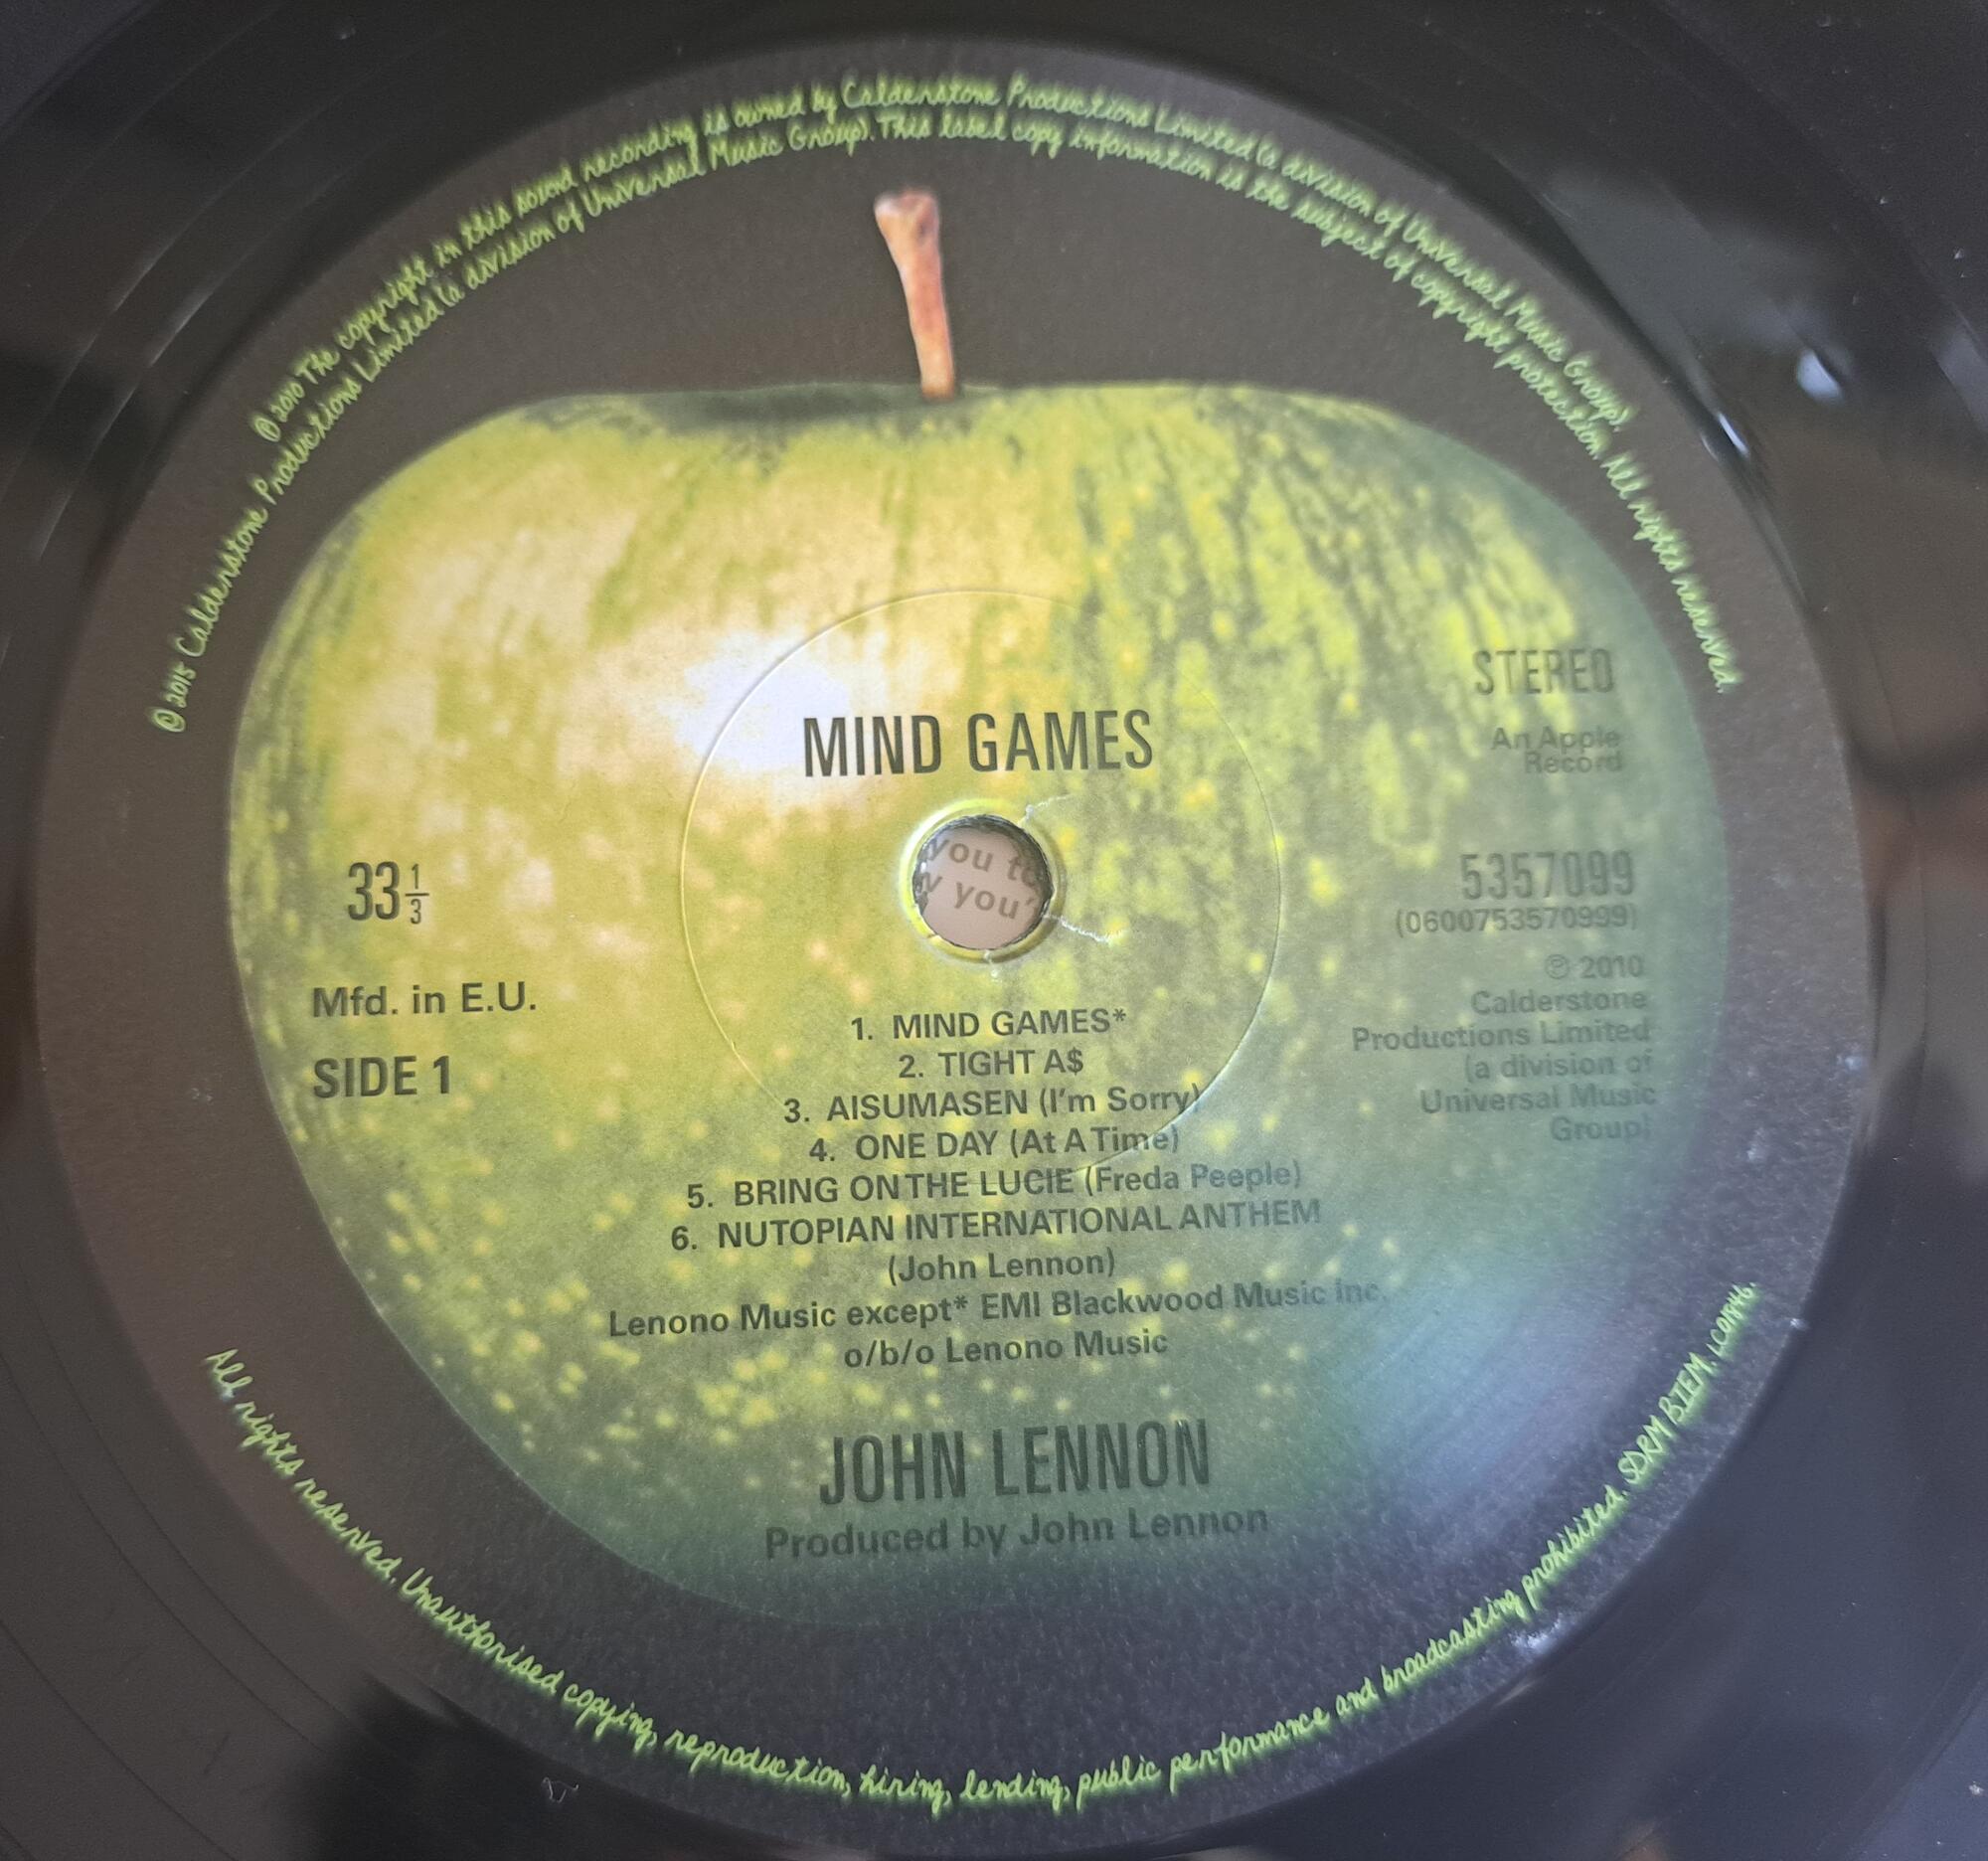 ℗ 2010 The copyright in this sound recording is owned by Calderstone Productions Limited (a division of Universal Music Group).
© 2015 Calderstone Productions Limited (a division of Universal Music Group). This label copy information is the subject of copyright protection. All rights reserved.
STEREO
An Apple
Record
MIND GAMES
you to
you'
33 1/3
5357099
(0600753570999)
℗ 2010
Calderstone
Productions Limited
(a division of
Universal Music
Group)
Mfd. in E.U.
SIDE 1
1. MIND GAMES*
2. TIGHT A$
3. AISUMASEN (I'm Sorry)
4. ONE DAY (At A Time)
5. BRING ON THE LUCIE (Freda Peeple)
6. NUTOPIAN INTERNATIONAL ANTHEM
(John Lennon)
Lenono Music except* EMI Blackwood Music Inc.
o/b/o Lenono Music
JOHN LENNON
Produced by John Lennon
All rights reserved. Unauthorised copying, reproduction, hiring, lending, public performance and broadcasting prohibited. SDRM BIEM. LC01846.